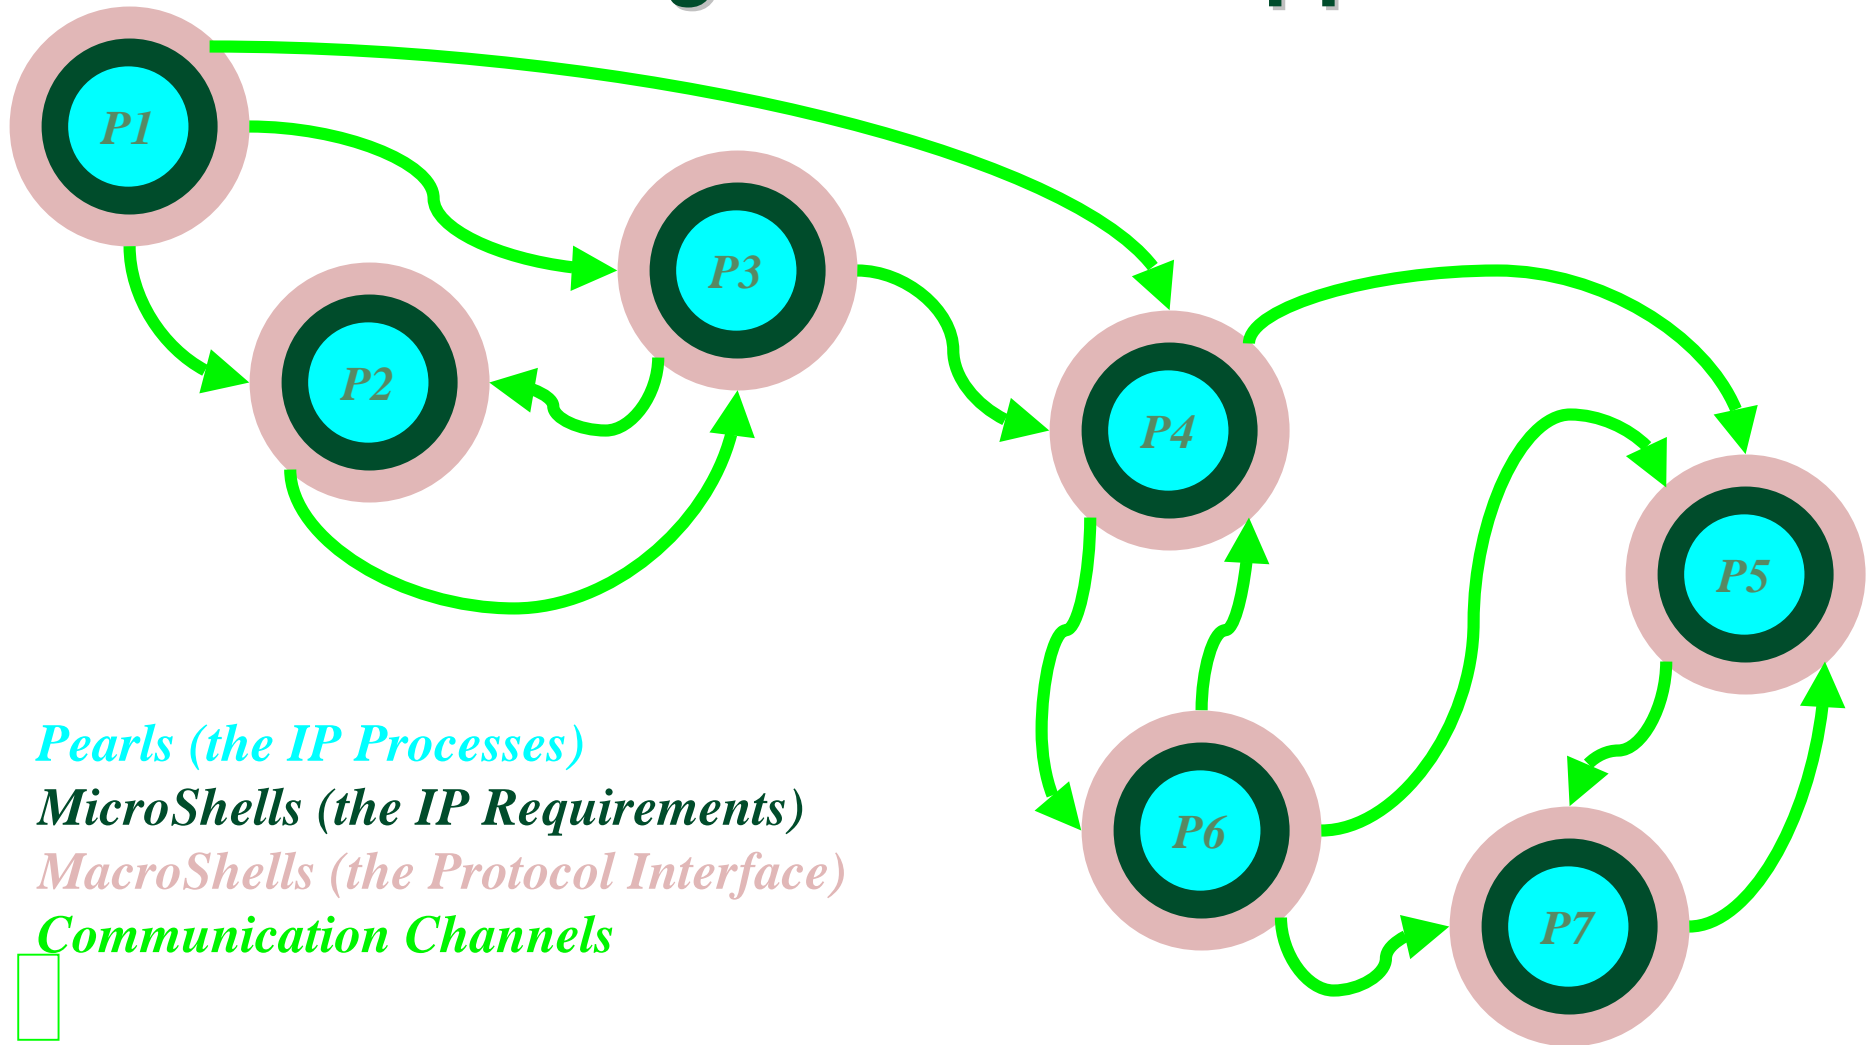 P1
P3
P2
P4
P5
P6
P7
Pearls (the IP Processes)
MicroShells (the IP Requirements)
MacroShells (the Protocol Interface)
Communication Channels